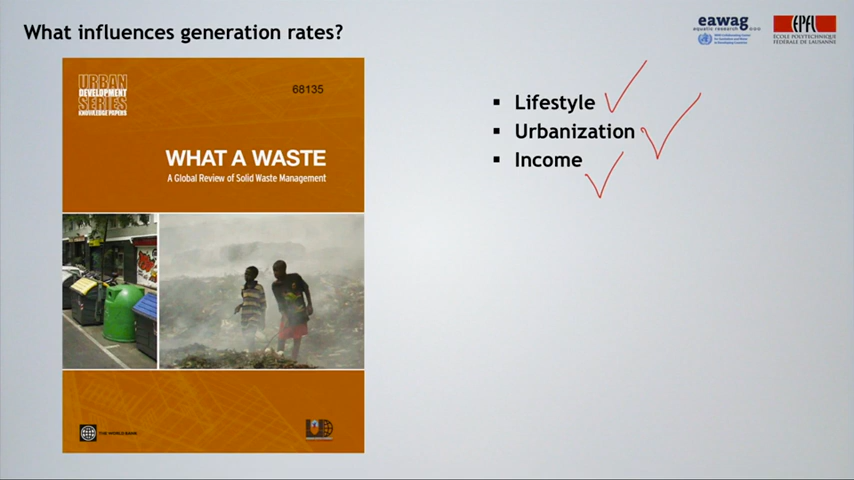 What influences generation rates?
eawag
aquatic research
EPFL
ÉCOLE POLYTECHNIQUE
FÉDÉRALE DE LAUSANNE
URBAN
DEVELOPMENT
SERIES
KNOWLEDGE PAPERS
68135
WHAT A WASTE
A Global Review of Solid Waste Management
THE WORLD BANK
▪ Lifestyle
▪ Urbanization
▪ Income